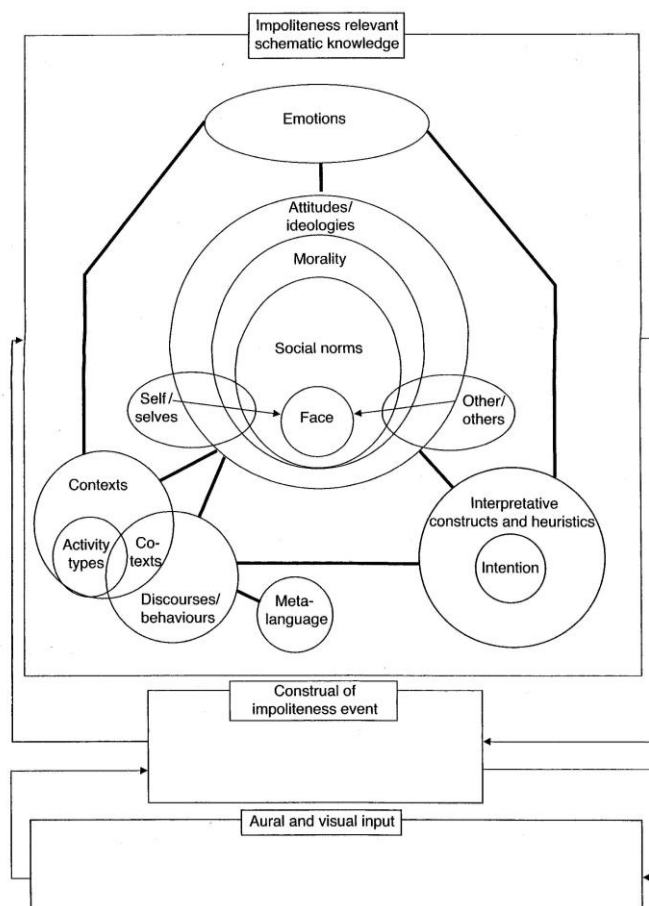 Impoliteness relevant
schematic knowledge
Emotions
Attitudes/
ideologies
Morality
Social norms
Self/
selves
Face
Other/
others
Contexts
Activity
types
Co-
texts
Discourses/
behaviours
Meta-
language
Interpretative
constructs and heuristics
Intention
Construal of
impoliteness event
Aural and visual input